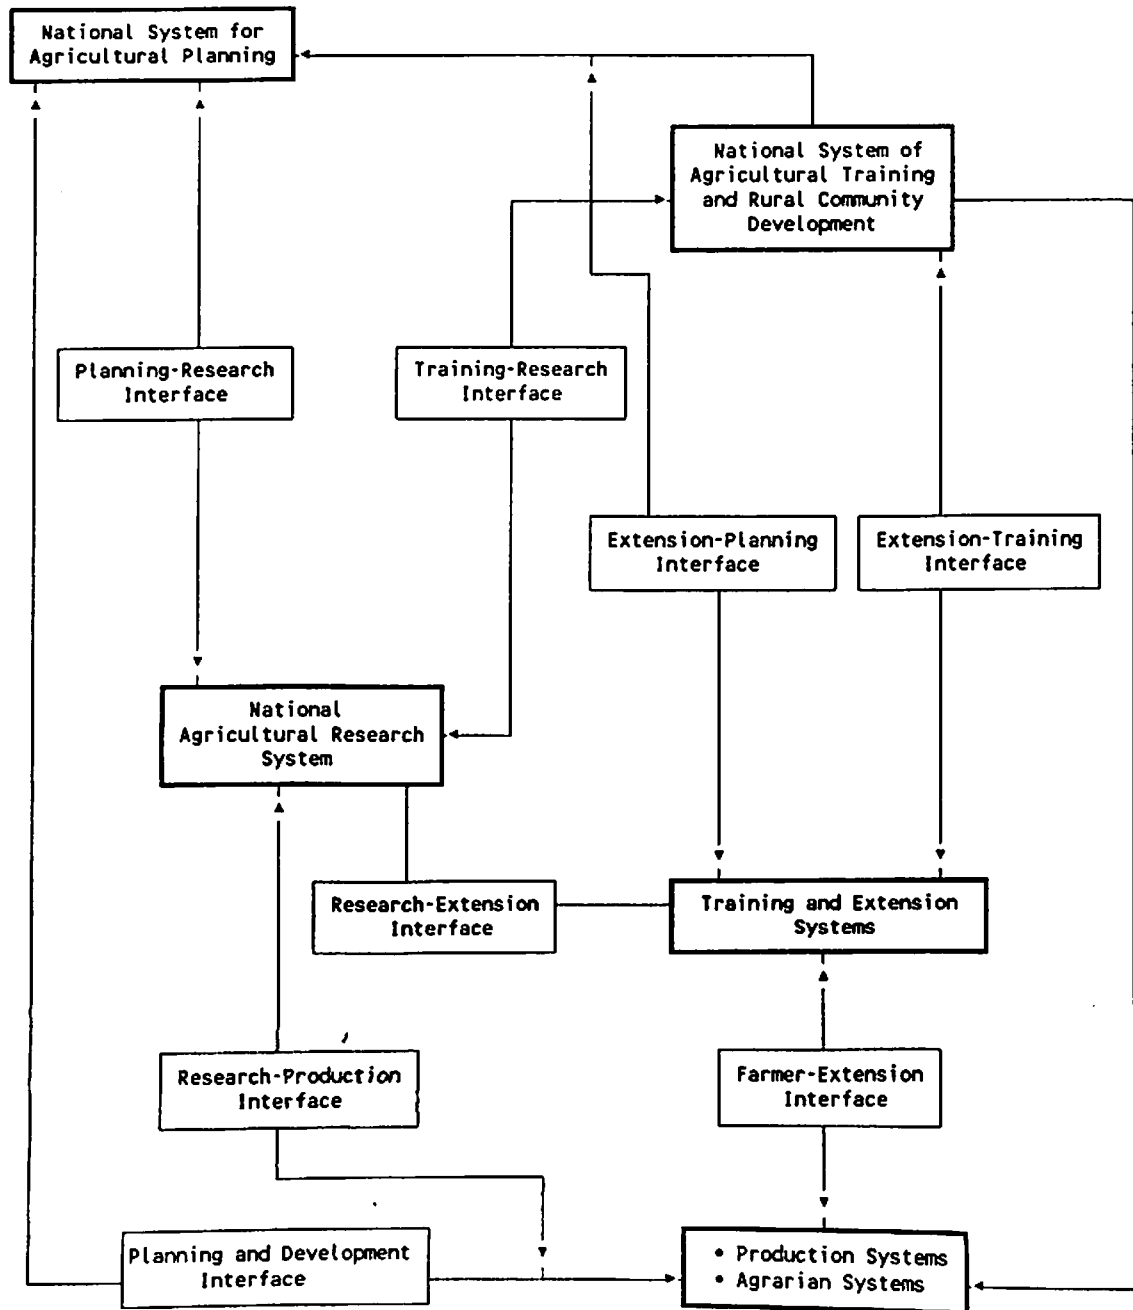 National System for
Agricultural Planning
National System of
Agricultural Training
and Rural Community
Development
Planning-Research
Interface
Training-Research
Interface
Extension-Planning
Interface
Extension-Training
Interface
National
Agricultural Research
System
Research-Extension
Interface
Training and Extension
Systems
Research-Production
Interface
Farmer-Extension
Interface
Planning and Development
Interface
• Production Systems
• Agrarian Systems